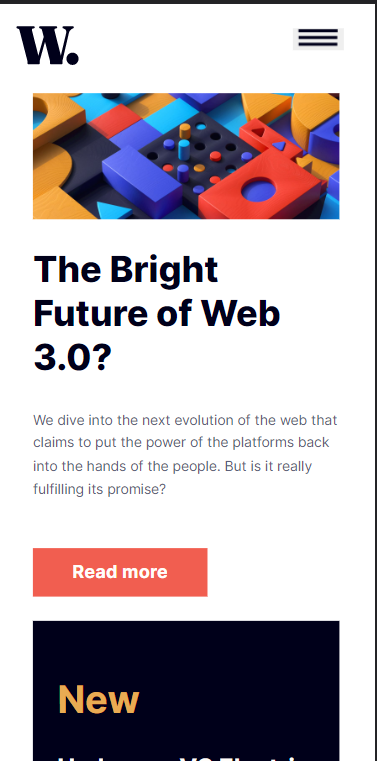 W.
The Bright
Future of Web
3.0?
We dive into the next evolution of the web that
claims to put the power of the platforms back
into the hands of the people. But is it really
fulfilling its promise?
Read more
New